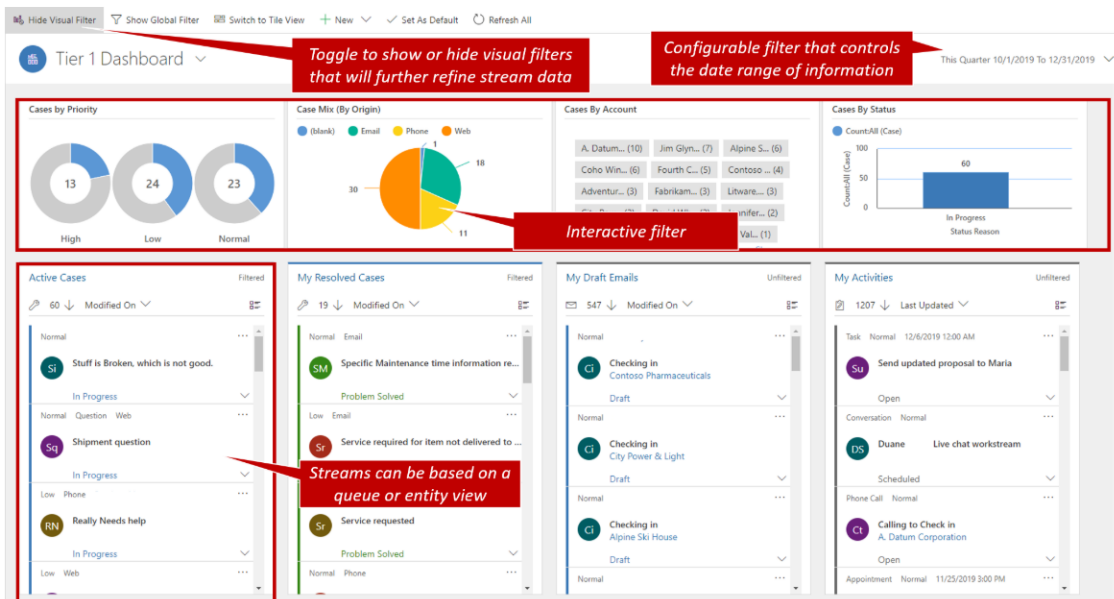 Hide Visual Filter
Show Global Filter
Switch to Tile View
New
Set As Default
Refresh All
Tier 1 Dashboard
Toggle to show or hide visual filters
that will further refine stream data
Configurable filter that controls
the date range of information
This Quarter 10/1/2019 To 12/31/2019
Cases by Priority
13
24
23
High
Low
Normal
Case Mix (By Origin)
(blank)
Email
Phone
Web
1
18
30
11
Interactive filter
Cases By Account
A. Datum... (10)
Jim Glyn... (7)
Alpine S... (6)
Coho Win... (6)
Fourth C... (5)
Contoso ... (4)
Adventur... (3)
Fabrikam... (3)
Litware... (3)
Val... (1)
Cases By Status
Count:All (Case)
Count:All (Case)
100
50
0
60
In Progress
Status Reason
Active Cases
Filtered
60
Modified On
Normal
Si
Stuff is Broken, which is not good.
In Progress
Normal Question Web
Sq
Shipment question
In Progress
Low Phone
RN
Really Needs help
In Progress
Low Web
Streams can be based on a
queue or entity view
My Resolved Cases
Filtered
19
Modified On
Normal Email
SM
Specific Maintenance time information re...
Problem Solved
Low Email
Sr
Service required for item not delivered to ...
Sr
Service requested
Problem Solved
Normal Phone
My Draft Emails
Unfiltered
547
Modified On
Normal
Ci
Checking in
Contoso Pharmaceuticals
Draft
Normal
Ci
Checking in
City Power & Light
Draft
Normal
Ci
Checking in
Alpine Ski House
Draft
Normal
My Activities
Unfiltered
1207
Last Updated
Task Normal 12/6/2019 12:00 AM
Su
Send updated proposal to Maria
Open
Conversation Normal
DS
Duane Live chat workstream
Scheduled
Phone Call Normal
Ct
Calling to Check in
A. Datum Corporation
Open
Appointment Normal 11/25/2019 3:00 PM